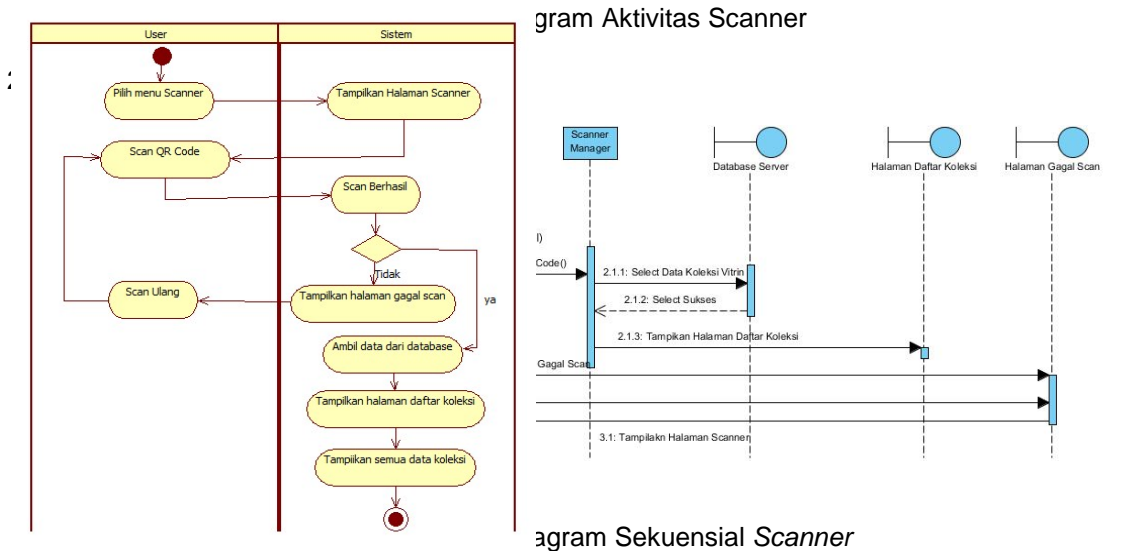 gram Aktivitas Scanner
User
Sistem
Pilih menu Scanner
Tampilkan Halaman Scanner
Scan QR Code
Scan Berhasil
Tidak
ya
Scan Ulang
Tampilkan halaman gagal scan
Ambil data dari database
Tampilkan halaman daftar koleksi
Tampiikan semua data koleksi
Scanner
Manager
Database Server
Halaman Daftar Koleksi
Halaman Gagal Scan
l)
Code()
2.1.1: Select Data Koleksi Vitrin
2.1.2: Select Sukses
2.1.3: Tampikan Halaman Daftar Koleksi
Gagal Scan
3.1: Tampilakn Halaman Scanner
agram Sekuensial Scanner